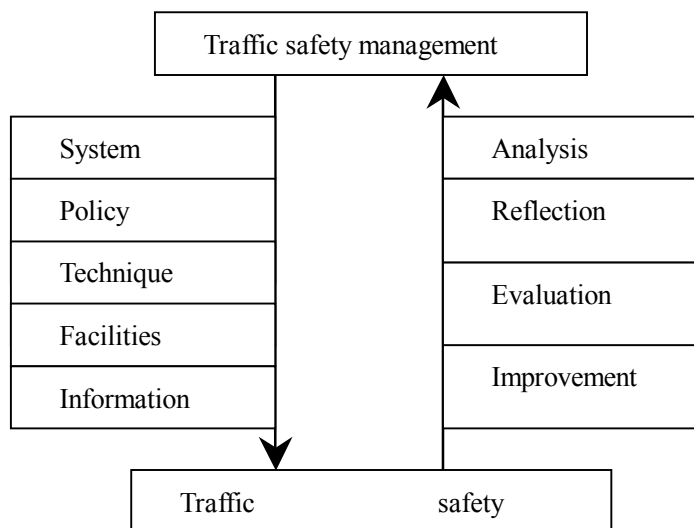 Traffic safety management
System
Policy
Technique
Facilities
Information
Analysis
Reflection
Evaluation
Improvement
Traffic safety